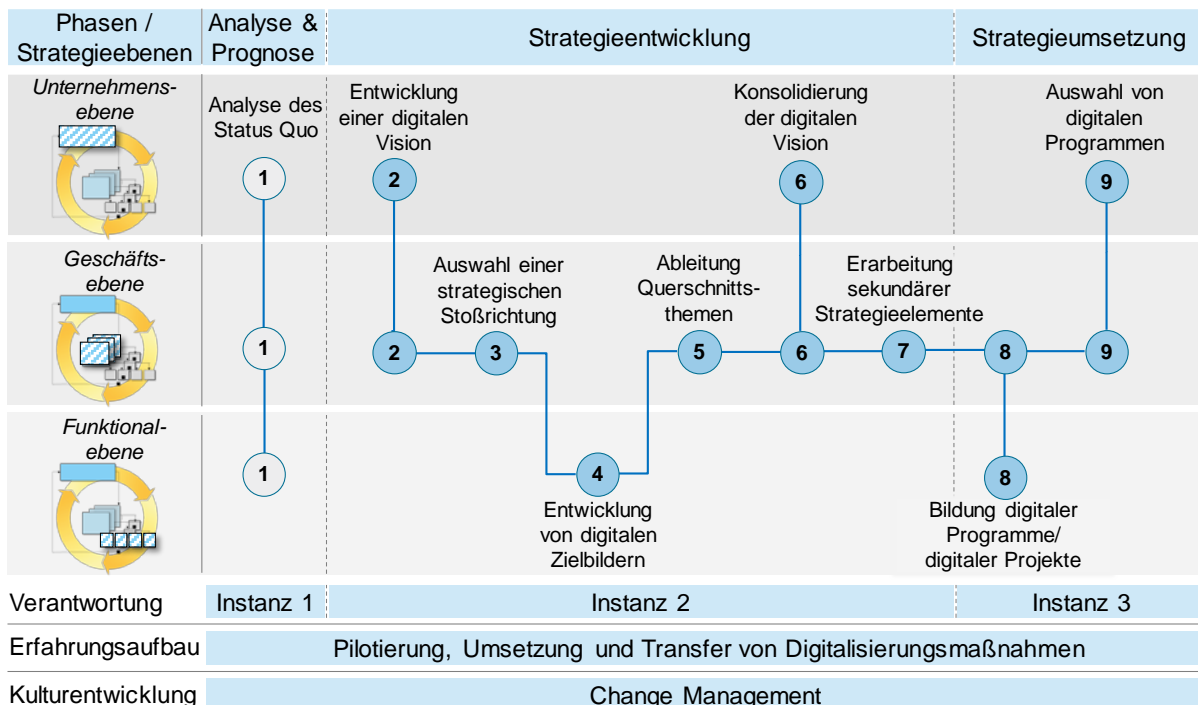 Phasen /
Strategieebenen
Analyse &
Prognose
Strategieentwicklung
Strategieumsetzung
Unternehmens-
ebene
Analyse des
Status Quo
Entwicklung
einer digitalen
Vision
Konsolidierung
der digitalen
Vision
Auswahl von
digitalen
Programmen
1
2
6
9
Geschäfts-
ebene
Auswahl einer
strategischen
Stoßrichtung
Ableitung
Querschnitts-
themen
Erarbeitung
sekundärer
Strategieelemente
1
2
3
5
6
7
8
9
Funktional-
ebene
1
4
8
Entwicklung
von digitalen
Zielbildern
Bildung digitaler
Programme/
digitaler Projekte
Verantwortung
Instanz 1
Instanz 2
Instanz 3
Erfahrungsaufbau
Pilotierung, Umsetzung und Transfer von Digitalisierungsmaßnahmen
Kulturentwicklung
Change Management